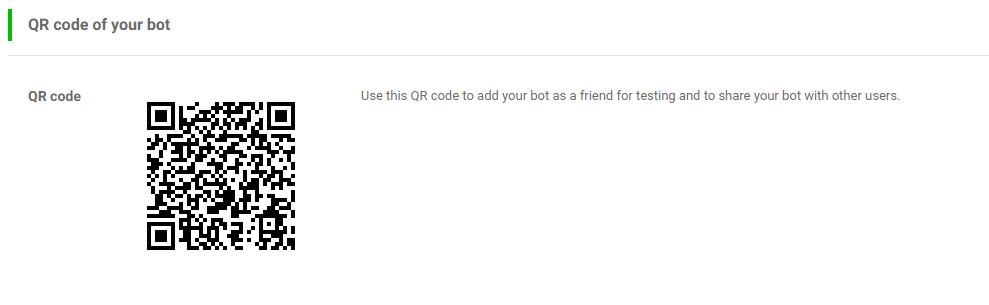 QR code of your bot
QR code
Use this QR code to add your bot as a friend for testing and to share your bot with other users.